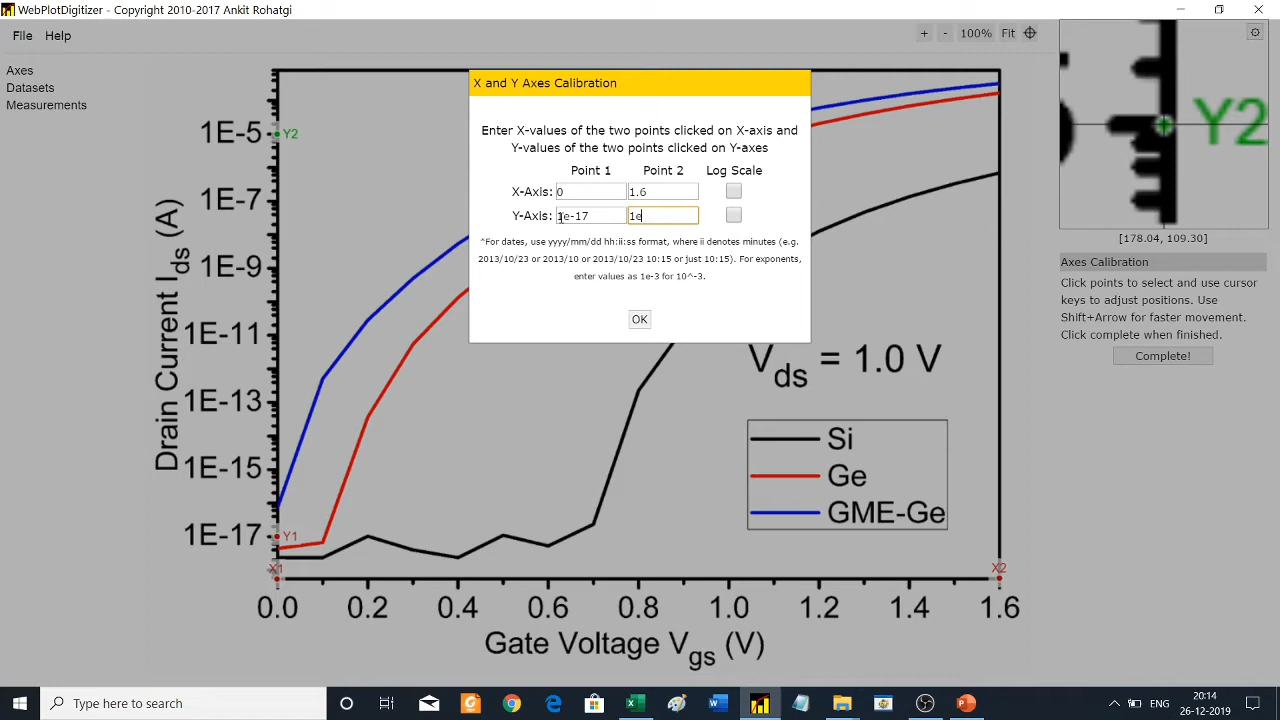 WebPlotDigitizer - Copyright 2010-2017 Ankit Rohatgi
File Help
+ - 100% Fit
Axes
Datasets
Measurements
X and Y Axes Calibration
Enter X-values of the two points clicked on X-axis and
Y-values of the two points clicked on Y-axes
Point 1 Point 2 Log Scale
X-Axis: 0 1.6
Y-Axis: 1e-17 1e
*For dates, use yyyy/mm/dd hh:ii:ss format, where ii denotes minutes (e.g.
2013/10/23 or 2013/10 or 2013/10/23 10:15 or just 10:15). For exponents,
enter values as 1e-3 for 10^-3.
OK
Y2
[178.04, 109.30]
Axes Calibration
Click points to select and use cursor
keys to adjust positions. Use
Shift+Arrow for faster movement.
Click complete when finished.
Complete!
Drain Current Ids (A)
1E-5
Y2
1E-7
1E-9
1E-11
1E-13
1E-15
1E-17
Y1
X1
X2
Vds = 1.0 V
Si
Ge
GME-Ge
0.0 0.2 0.4 0.6 0.8 1.0 1.2 1.4 1.6
Gate Voltage Vgs (V)
Type here to search
ENG
20:14
26-12-2019